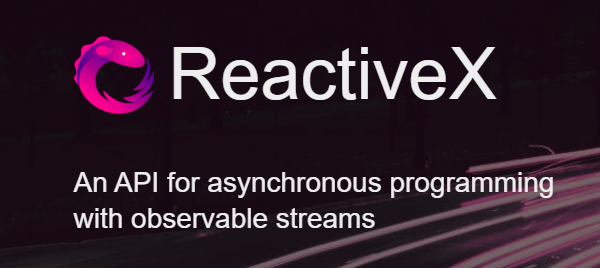 ReactiveX
An API for asynchronous programming
with observable streams